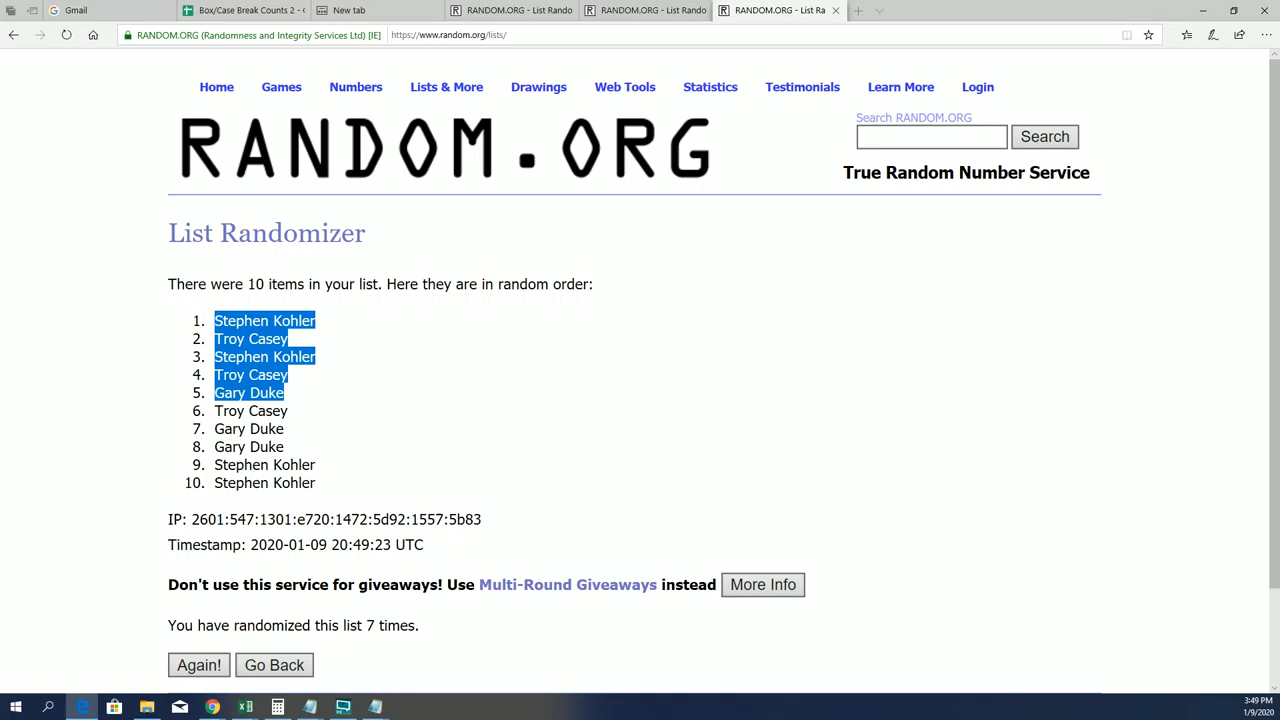 Gmail
Box/Case Break Counts 2 - G
New tab
RANDOM.ORG - List Rando
RANDOM.ORG - List Rando
RANDOM.ORG - List Ra
RANDOM.ORG (Randomness and Integrity Services Ltd) [IE]
https://www.random.org/lists/
Home Games Numbers Lists & More Drawings Web Tools Statistics Testimonials Learn More Login
RANDOM.ORG
Search RANDOM.ORG
Search
True Random Number Service
List Randomizer
There were 10 items in your list. Here they are in random order:
1. Stephen Kohler
2. Troy Casey
3. Stephen Kohler
4. Troy Casey
5. Gary Duke
6. Troy Casey
7. Gary Duke
8. Gary Duke
9. Stephen Kohler
10. Stephen Kohler
IP: 2601:547:1301:e720:1472:5d92:1557:5b83
Timestamp: 2020-01-09 20:49:23 UTC
Don't use this service for giveaways! Use Multi-Round Giveaways instead More Info
You have randomized this list 7 times.
Again! Go Back
3:49 PM
1/9/2020